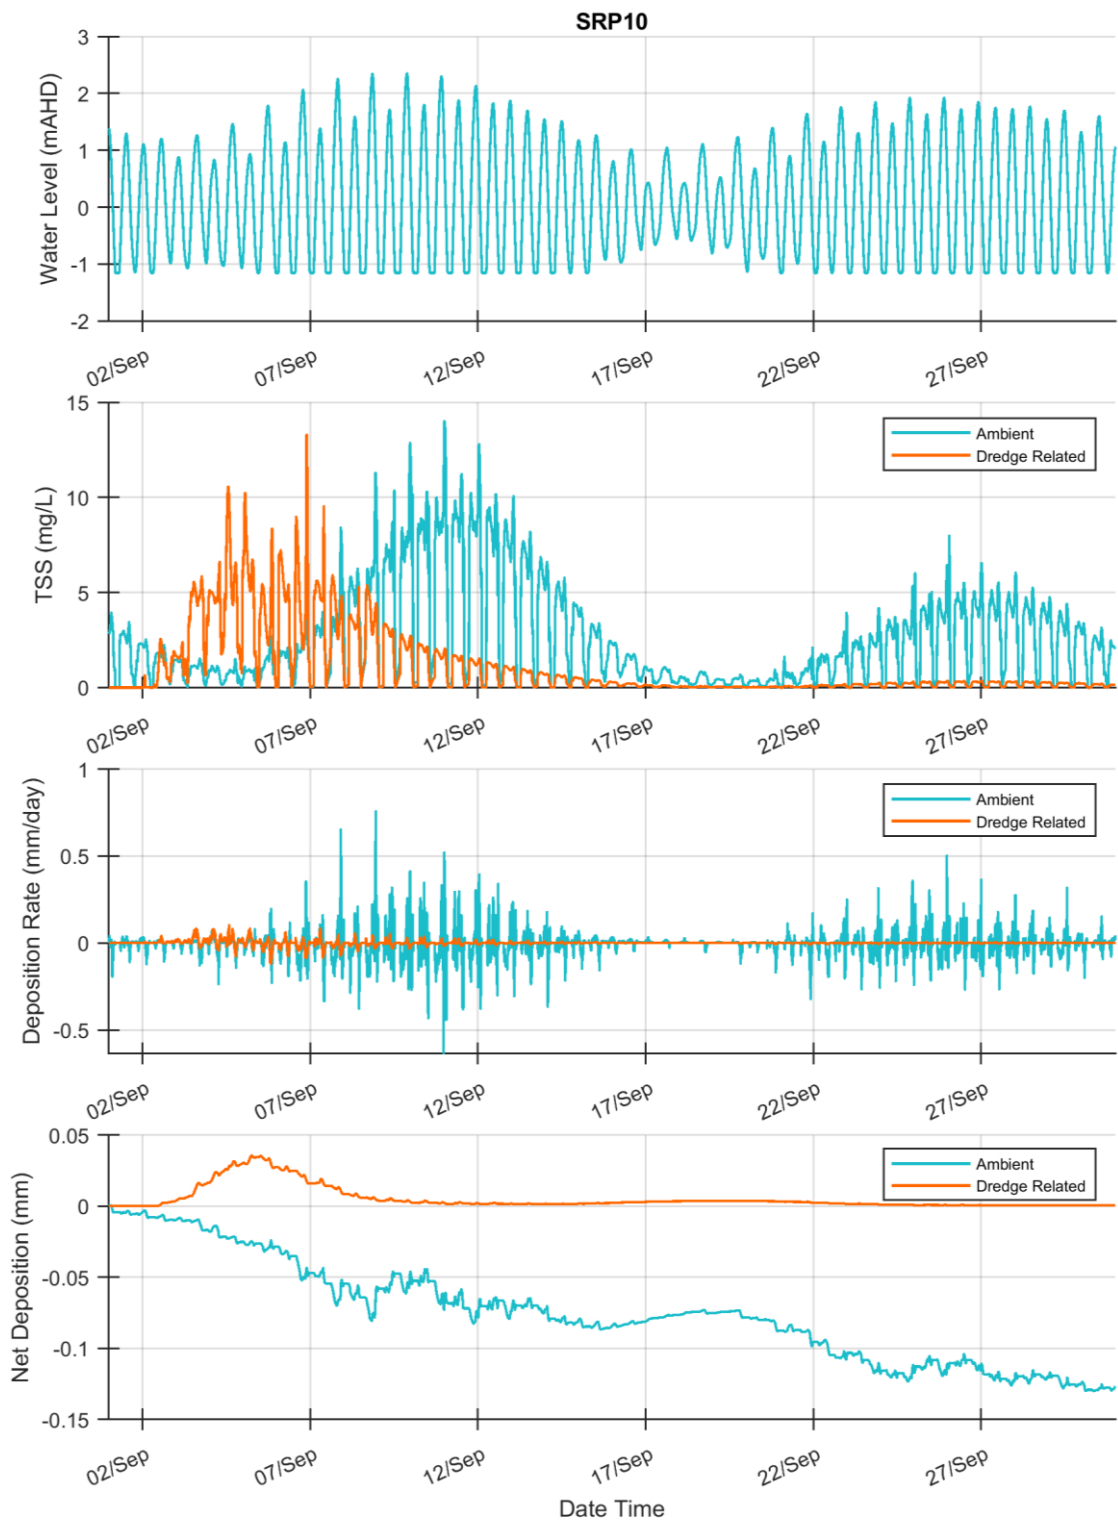 SRP10
Water Level (mAHD)
3
2
1
0
-1
-2
02/Sep 07/Sep 12/Sep 17/Sep 22/Sep 27/Sep
TSS (mg/L)
15
10
5
0
Ambient
Dredge Related
02/Sep 07/Sep 12/Sep 17/Sep 22/Sep 27/Sep
Deposition Rate (mm/day)
1
0.5
0
-0.5
Ambient
Dredge Related
02/Sep 07/Sep 12/Sep 17/Sep 22/Sep 27/Sep
Net Deposition (mm)
0.05
0
-0.05
-0.1
-0.15
Ambient
Dredge Related
02/Sep 07/Sep 12/Sep 17/Sep 22/Sep 27/Sep
Date Time